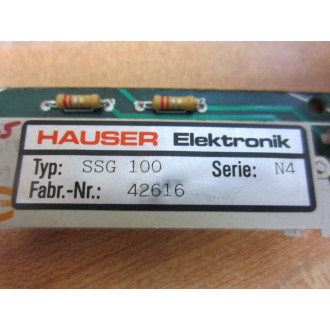 HAUSER Elektronik
Typ: SSG 100 Serie: N4
Fabr.-Nr.: 42616